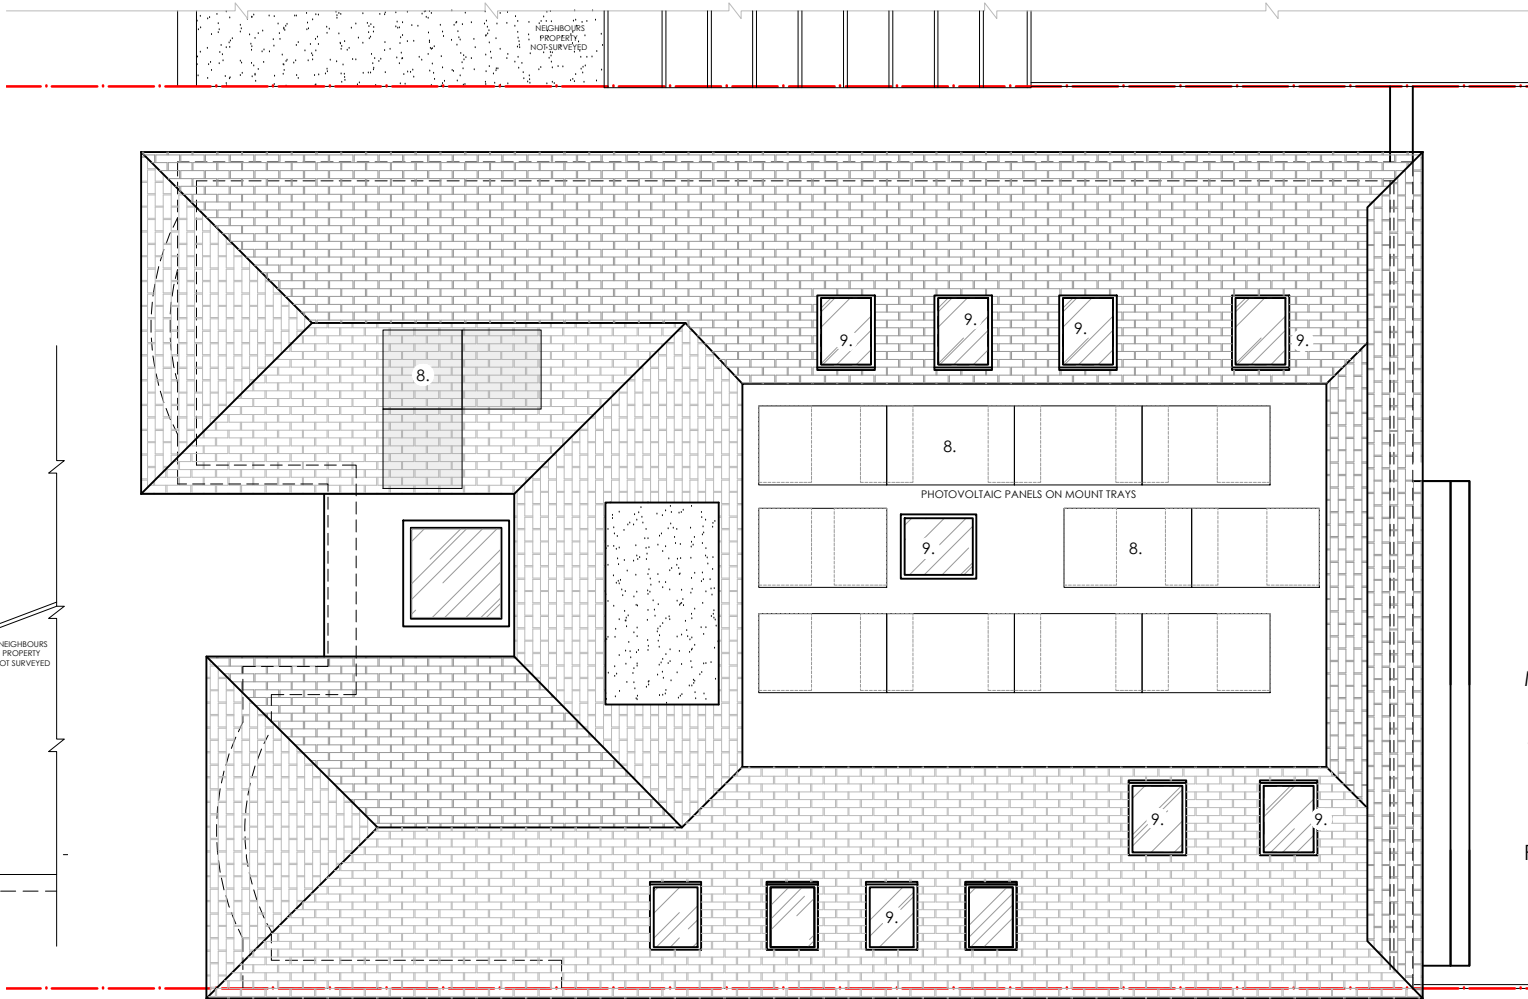 NEIGHBOURS
PROPERTY
NOT SURVEYED
9.
9.
9.
9.
8.
8.
PHOTOVOLTAIC PANELS ON MOUNT TRAYS
9.
8.
NEIGHBOURS
PROPERTY
OT SURVEYED
9.
9.
9.